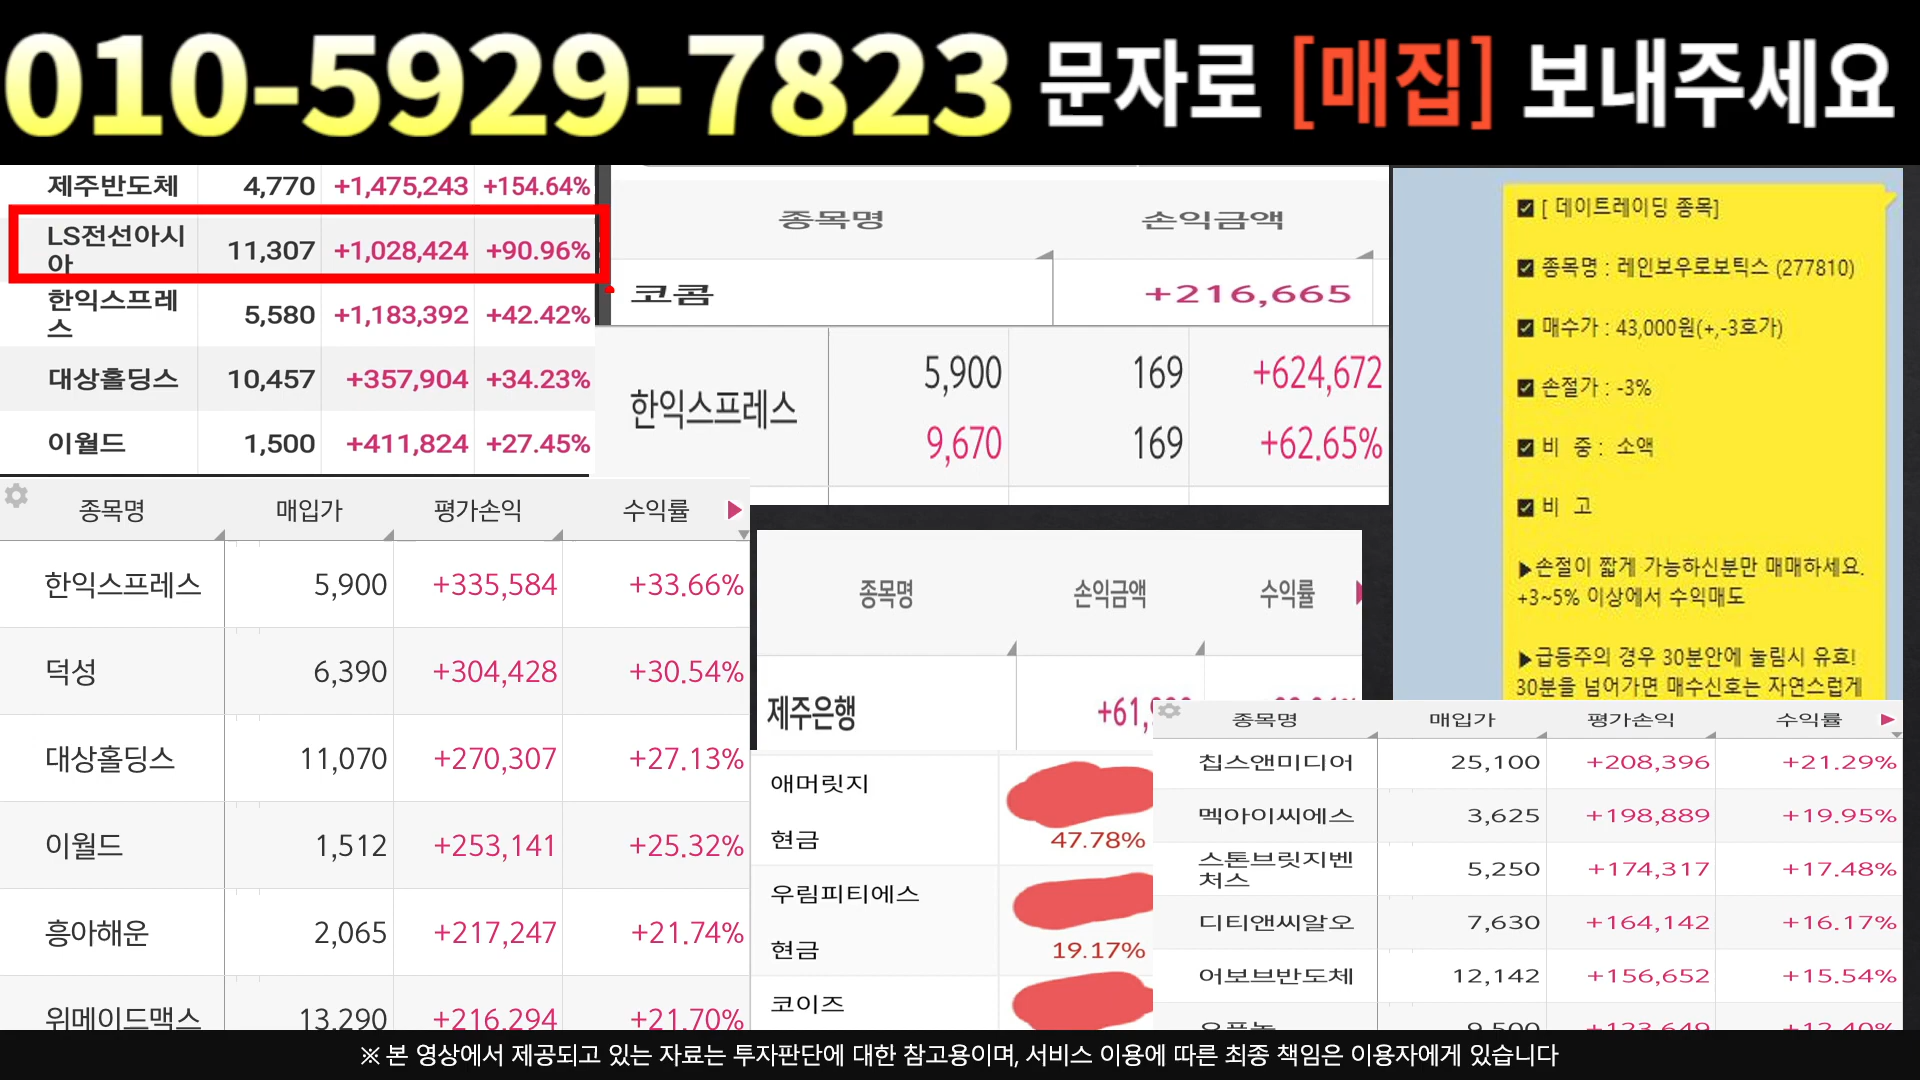 010-5929-7823 문자로 [매집] 보내주세요
제주반도체 4,770 +1,475,243 +154.64%
LS전선아시
아 11,307 +1,028,424 +90.96%
한익스프레
스 5,580 +1,183,392 +42.42%
대상홀딩스 10,457 +357,904 +34.23%
이월드 1,500 +411,824 +27.45%
종목명 손익금액
코콤 +216,665
한익스프레스
5,900 169 +624,672
9,670 169 +62.65%
☑ [ 데이트레이딩 종목]
☑ 종목명 : 레인보우로보틱스 (277810)
☑ 매수가 : 43,000원(+,-3호가)
☑ 손절가 : -3%
☑ 비 중 : 소액
☑ 비 고
▶손절이 짧게 가능하신분만 매매하세요.
+3~5% 이상에서 수익매도
▶급등주의 경우 30분안에 눌림시 유효!
30분을 넘어가면 매수신호는 자연스럽게
종목명 매입가 평가손익 수익률
한익스프레스 5,900 +335,584 +33.66%
덕성 6,390 +304,428 +30.54%
대상홀딩스 11,070 +270,307 +27.13%
이월드 1,512 +253,141 +25.32%
흥아해운 2,065 +217,247 +21.74%
위메이드맥스 13,290 +216,294 +21.70%
종목명 손익금액 수익률
제주은행 +61,
애머릿지
현금 47.78%
우림피티에스
현금 19.17%
코이즈
종목명 매입가 평가손익 수익률
칩스앤미디어 25,100 +208,396 +21.29%
멕아이씨에스 3,625 +198,889 +19.95%
스톤브릿지벤
처스 5,250 +174,317 +17.48%
디티앤씨알오 7,630 +164,142 +16.17%
어보브반도체 12,142 +156,652 +15.54%
9,500 +123,649 +12.40%
※ 본 영상에서 제공되고 있는 자료는 투자판단에 대한 참고용이며, 서비스 이용에 따른 최종 책임은 이용자에게 있습니다